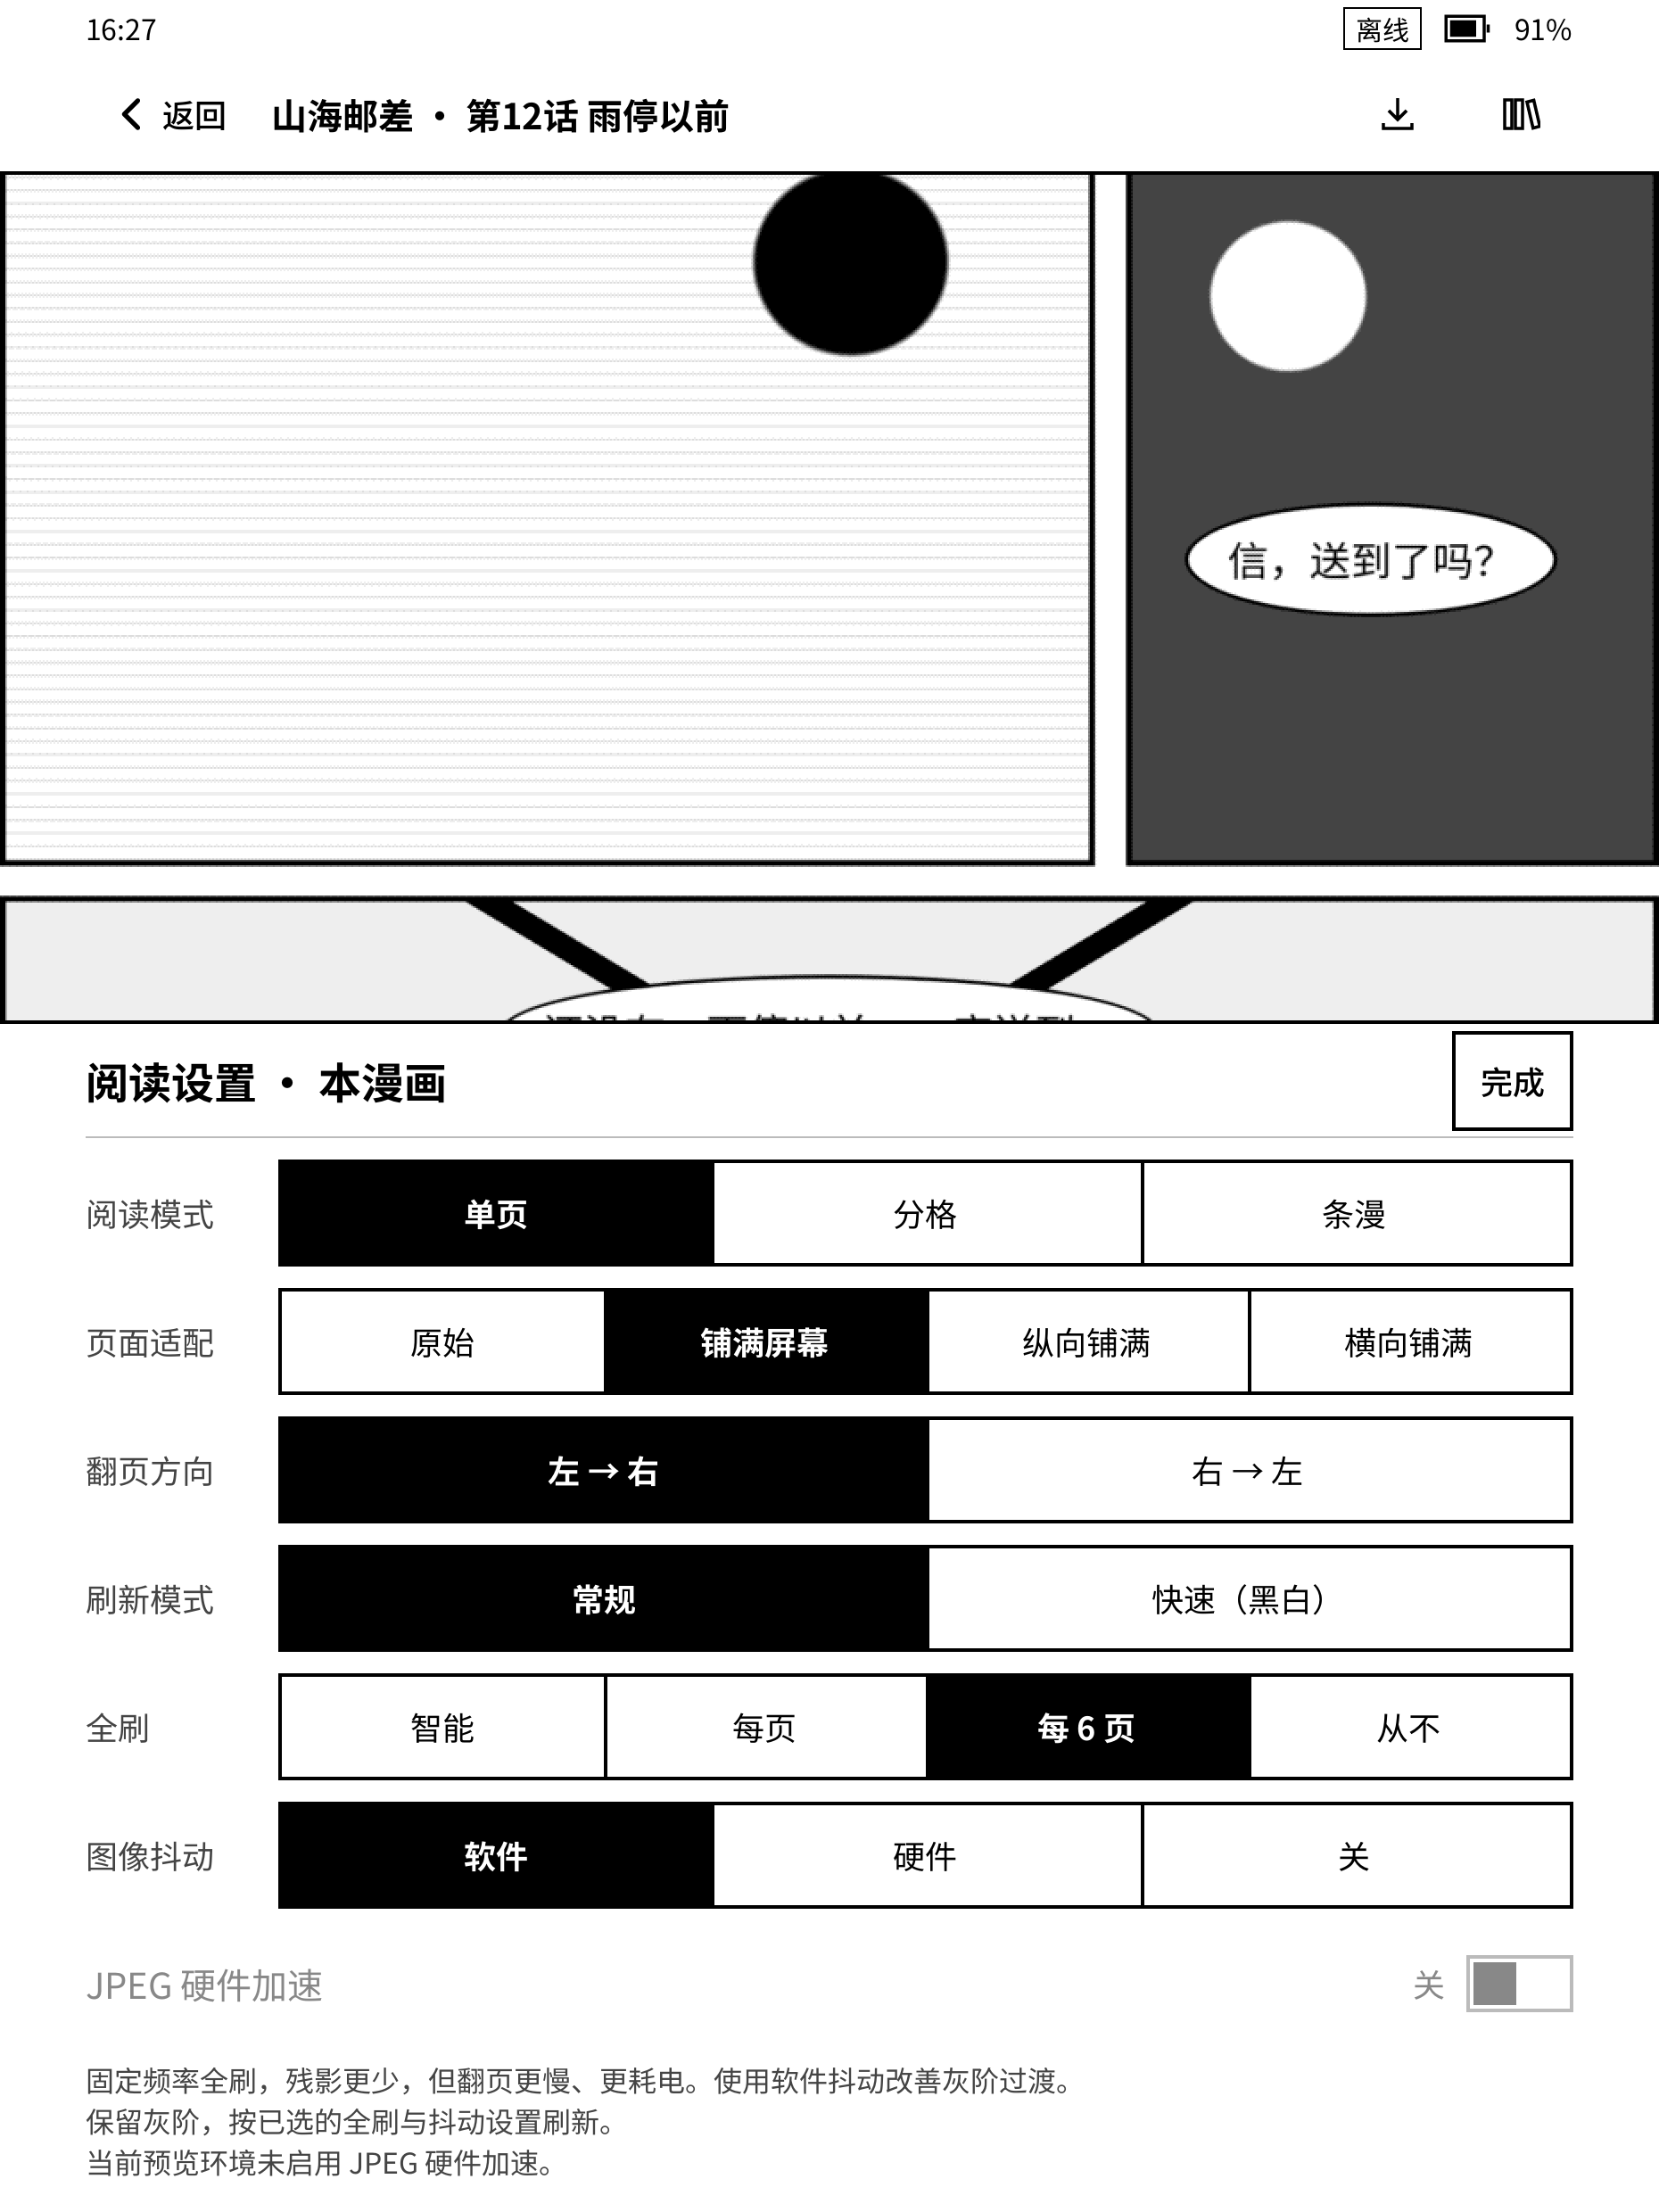 16:27 离线 91%
返回 山海邮差 · 第12话 雨停以前
信，送到了吗？
阅读设置 · 本漫画 完成
阅读模式 单页 分格 条漫
页面适配 原始 铺满屏幕 纵向铺满 横向铺满
翻页方向 左 → 右 右 → 左
刷新模式 常规 快速（黑白）
全刷 智能 每页 每 6 页 从不
图像抖动 软件 硬件 关
JPEG 硬件加速 关
固定频率全刷，残影更少，但翻页更慢、更耗电。使用软件抖动改善灰阶过渡。
保留灰阶，按已选的全刷与抖动设置刷新。
当前预览环境未启用 JPEG 硬件加速。